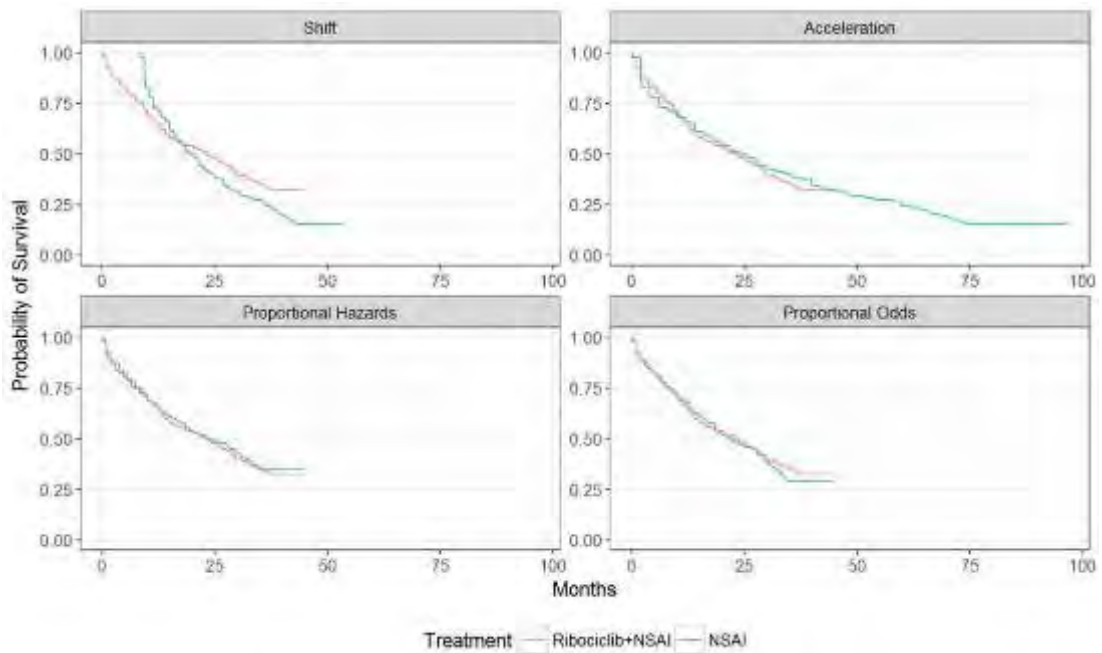 Shift
Acceleration
1.00
0.75
0.50
0.25
0.00
0 25 50 75 100
1.00
0.75
0.50
0.25
0.00
0 25 50 75 100
Probability of Survival
Proportional Hazards
Proportional Odds
1.00
0.75
0.50
0.25
0.00
0 25 50 75 100
1.00
0.75
0.50
0.25
0.00
0 25 50 75 100
Months
Treatment Ribociclib+NSAI NSAI